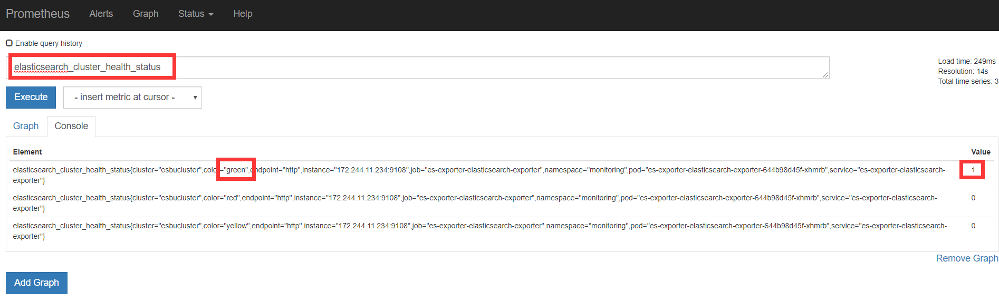 Prometheus Alerts Graph Status Help
Enable query history
elasticsearch_cluster_health_status
Load time: 249ms
Resolution: 14s
Total time series: 3
Execute - insert metric at cursor -
Graph Console
Element Value
elasticsearch_cluster_health_status{cluster="esbucluster",color="green",endpoint="http",instance="172.244.11.234:9108",job="es-exporter-elasticsearch-exporter",namespace="monitoring",pod="es-exporter-elasticsearch-exporter-644b98d45f-xhmrb",service="es-exporter-elasticsearch- 1
exporter"}
elasticsearch_cluster_health_status{cluster="esbucluster",color="red",endpoint="http",instance="172.244.11.234:9108",job="es-exporter-elasticsearch-exporter",namespace="monitoring",pod="es-exporter-elasticsearch-exporter-644b98d45f-xhmrb",service="es-exporter-elasticsearch- 0
exporter"}
elasticsearch_cluster_health_status{cluster="esbucluster",color="yellow",endpoint="http",instance="172.244.11.234:9108",job="es-exporter-elasticsearch-exporter",namespace="monitoring",pod="es-exporter-elasticsearch-exporter-644b98d45f-xhmrb",service="es-exporter-elasticsearch- 0
exporter"}
Remove Graph
Add Graph